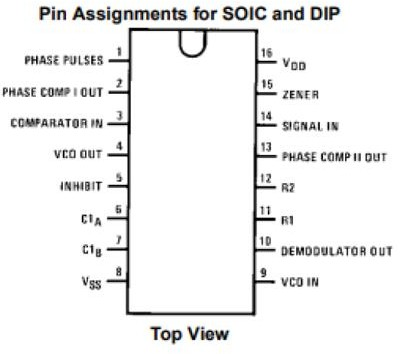 Pin Assignments for SOIC and DIP
PHASE PULSES 1
16 VDD
PHASE COMP I OUT 2
15 ZENER
COMPARATOR IN 3
14 SIGNAL IN
VCO OUT 4
13 PHASE COMP II OUT
INHIBIT 5
12 R2
C1A 6
11 R1
C1B 7
10 DEMODULATOR OUT
VSS 8
9 VCO IN
Top View